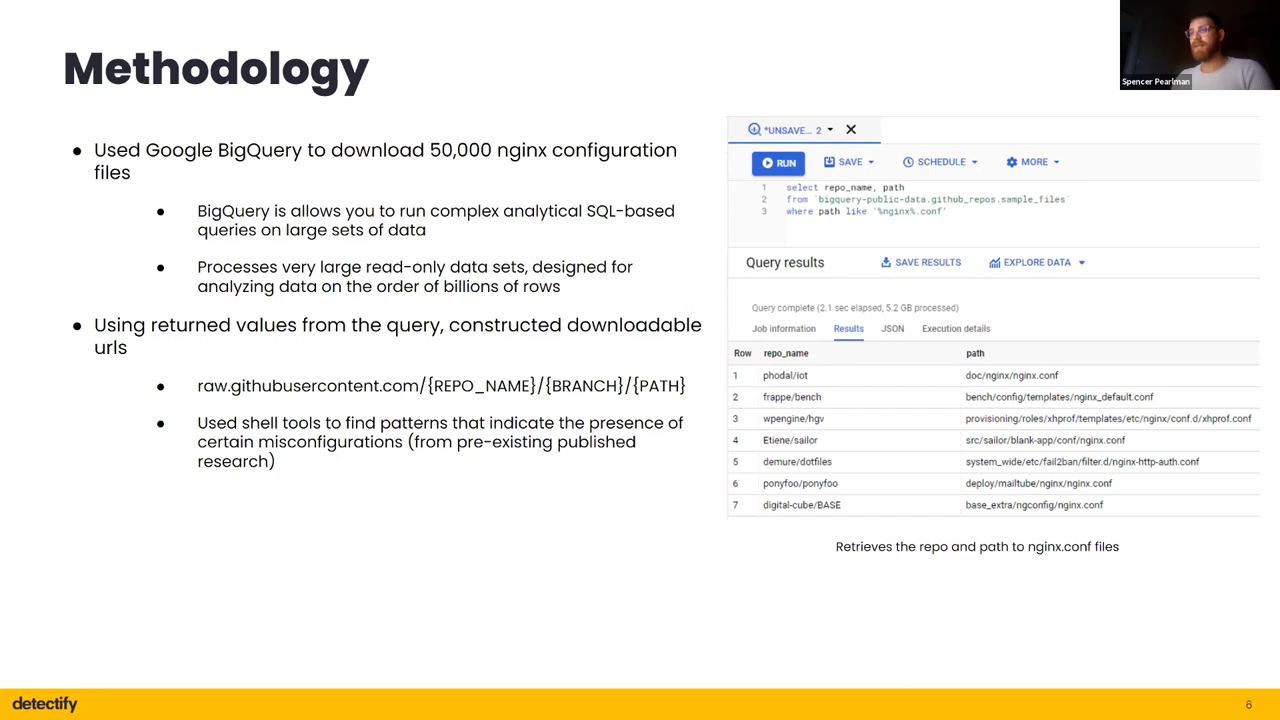 Methodology
Spencer Pearlman
● Used Google BigQuery to download 50,000 nginx configuration
files
● BigQuery is allows you to run complex analytical SQL-based
queries on large sets of data
● Processes very large read-only data sets, designed for
analyzing data on the order of billions of rows
● Using returned values from the query, constructed downloadable
urls
● raw.githubusercontent.com/{REPO_NAME}/{BRANCH}/{PATH}
● Used shell tools to find patterns that indicate the presence of
certain misconfigurations (from pre-existing published
research)
*UNSAVE... 2
RUN SAVE SCHEDULE MORE
1 select repo_name, path
2 from `bigquery-public-data.github_repos.sample_files`
3 where path like '%nginx%.conf'
Query results SAVE RESULTS EXPLORE DATA
Query complete (2.1 sec elapsed, 5.2 GB processed)
Job information Results JSON Execution details
Row repo_name path
1 phodal/iot doc/nginx/nginx.conf
2 frappe/bench bench/config/templates/nginx_default.conf
3 wpengine/hgv provisioning/roles/xhprof/templates/etc/nginx/conf.d/xhprof.conf
4 Etiene/sailor src/sailor/blank-app/conf/nginx.conf
5 demure/dotfiles system_wide/etc/fail2ban/filter.d/nginx-http-auth.conf
6 ponyfoo/ponyfoo deploy/mailtube/nginx/nginx.conf
7 digital-cube/BASE base_extra/ngconfig/nginx.conf
Retrieves the repo and path to nginx.conf files
detectify
6